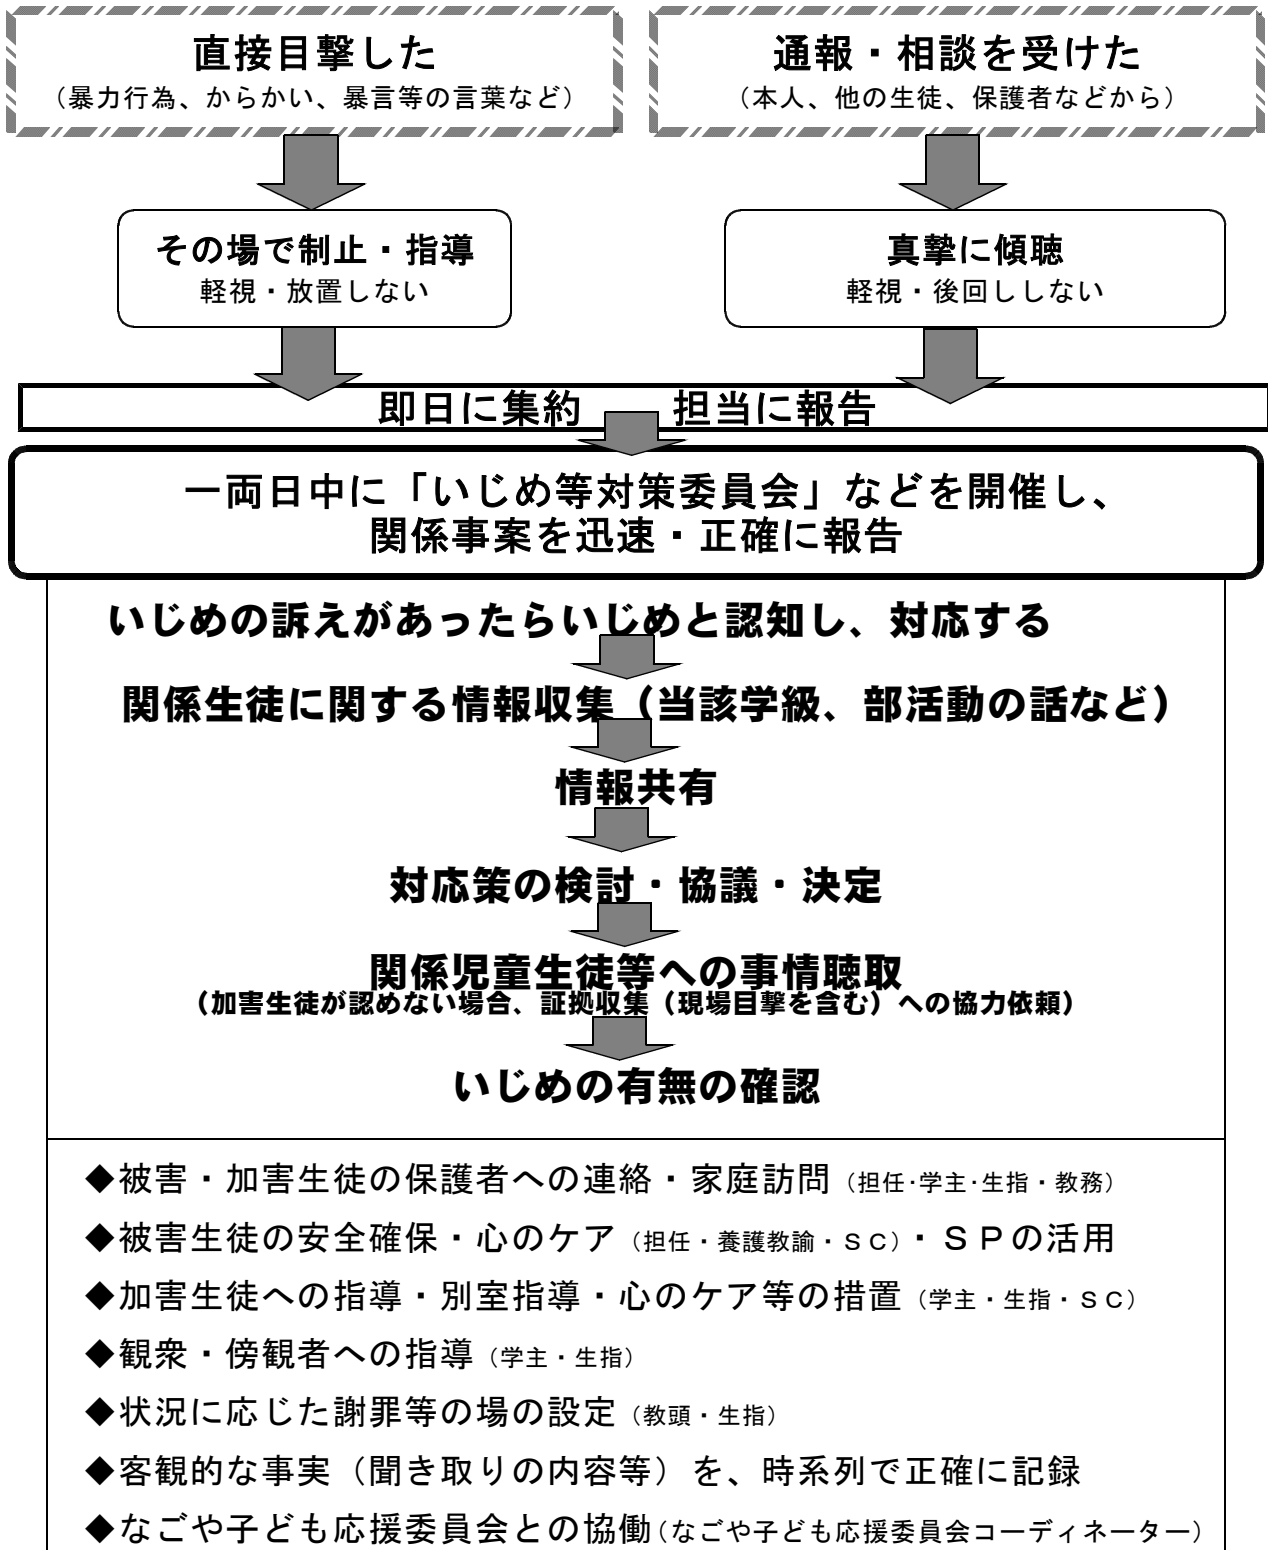 直接目撃した
（暴力行為、からかい、暴言等の言葉など）
通報・相談を受けた
（本人、他の生徒、保護者などから）
その場で制止・指導
軽視・放置しない
真摯に傾聴
軽視・後回ししない
即日に集約　　担当に報告
一両日中に「いじめ等対策委員会」などを開催し、
関係事案を迅速・正確に報告
いじめの訴えがあったらいじめと認知し、対応する
関係生徒に関する情報収集（当該学級、部活動の話など）
情報共有
対応策の検討・協議・決定
関係児童生徒等への事情聴取
（加害生徒が認めない場合、証拠収集（現場目撃を含む）への協力依頼）
いじめの有無の確認
◆被害・加害生徒の保護者への連絡・家庭訪問（担任･学主･生指・教務）
◆被害生徒の安全確保・心のケア（担任・養護教諭・ＳＣ）・ＳＰの活用
◆加害生徒への指導・別室指導・心のケア等の措置（学主・生指・ＳＣ）
◆観衆・傍観者への指導（学主・生指）
◆状況に応じた謝罪等の場の設定（教頭・生指）
◆客観的な事実（聞き取りの内容等）を、時系列で正確に記録
◆なごや子ども応援委員会との協働（なごや子ども応援委員会コーディネーター）